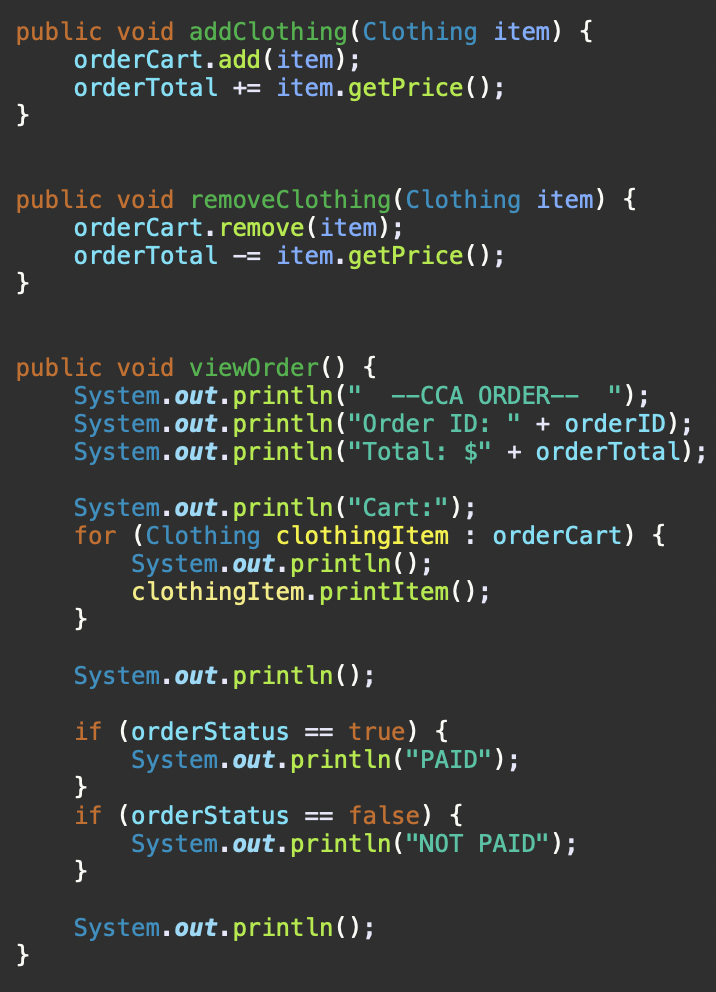 public void addClothing(Clothing item) {
    orderCart.add(item);
    orderTotal += item.getPrice();
}
public void removeClothing(Clothing item) {
    orderCart.remove(item);
    orderTotal -= item.getPrice();
}
public void viewOrder() {
    System.out.println("  --CCA ORDER--  ");
    System.out.println("Order ID: " + orderID);
    System.out.println("Total: $" + orderTotal);
    System.out.println("Cart:");
    for (Clothing clothingItem : orderCart) {
        System.out.println();
        clothingItem.printItem();
    }
    System.out.println();
    if (orderStatus == true) {
        System.out.println("PAID");
    }
    if (orderStatus == false) {
        System.out.println("NOT PAID");
    }
    System.out.println();
}